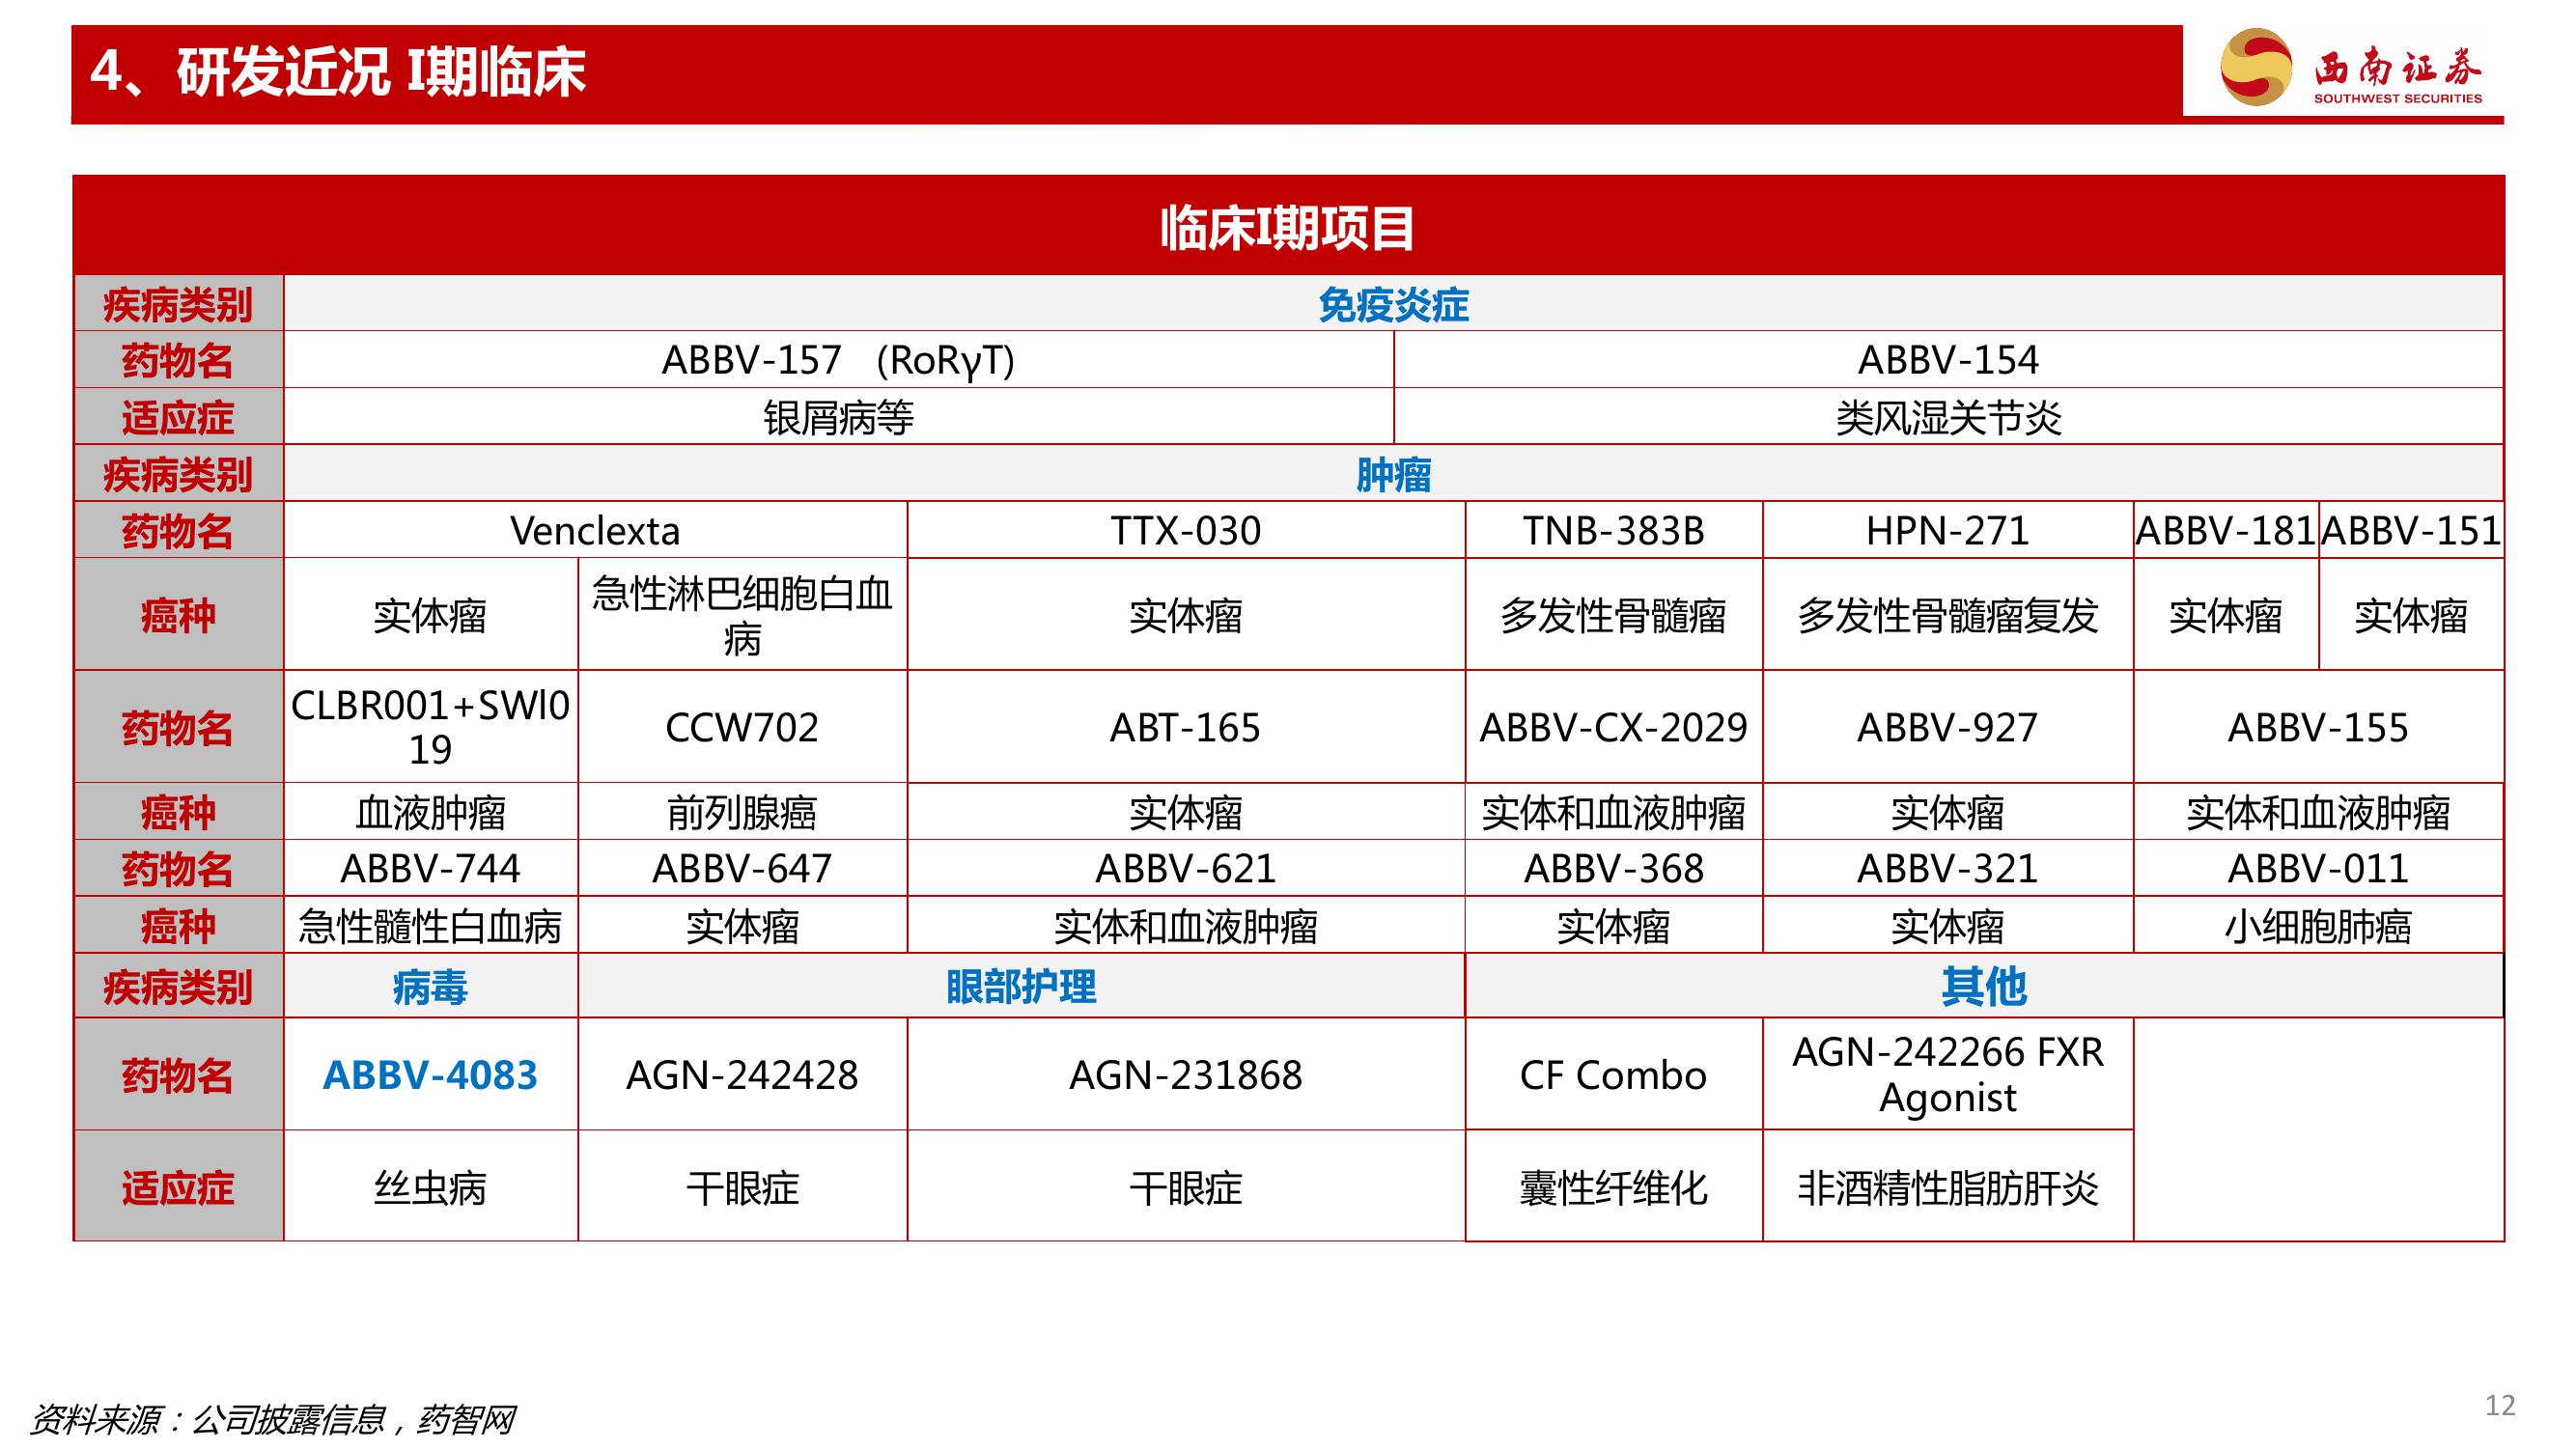 4、研发近况 I期临床
西南证券
SOUTHWEST SECURITIES
临床I期项目
疾病类别 免疫炎症
药物名 ABBV-157 (RoRγT) ABBV-154
适应症 银屑病等 类风湿关节炎
疾病类别 肿瘤
药物名 Venclexta TTX-030 TNB-383B HPN-271 ABBV-181 ABBV-151
癌种 实体瘤 急性淋巴细胞白血
病 实体瘤 多发性骨髓瘤 多发性骨髓瘤复发 实体瘤 实体瘤
药物名 CLBR001+SWl0
19 CCW702 ABT-165 ABBV-CX-2029 ABBV-927 ABBV-155
癌种 血液肿瘤 前列腺癌 实体瘤 实体和血液肿瘤 实体瘤 实体和血液肿瘤
药物名 ABBV-744 ABBV-647 ABBV-621 ABBV-368 ABBV-321 ABBV-011
癌种 急性髓性白血病 实体瘤 实体和血液肿瘤 实体瘤 实体瘤 小细胞肺癌
疾病类别 病毒 眼部护理 其他
药物名 ABBV-4083 AGN-242428 AGN-231868 CF Combo AGN-242266 FXR
Agonist
适应症 丝虫病 干眼症 干眼症 囊性纤维化 非酒精性脂肪肝炎
资料来源：公司披露信息，药智网
12